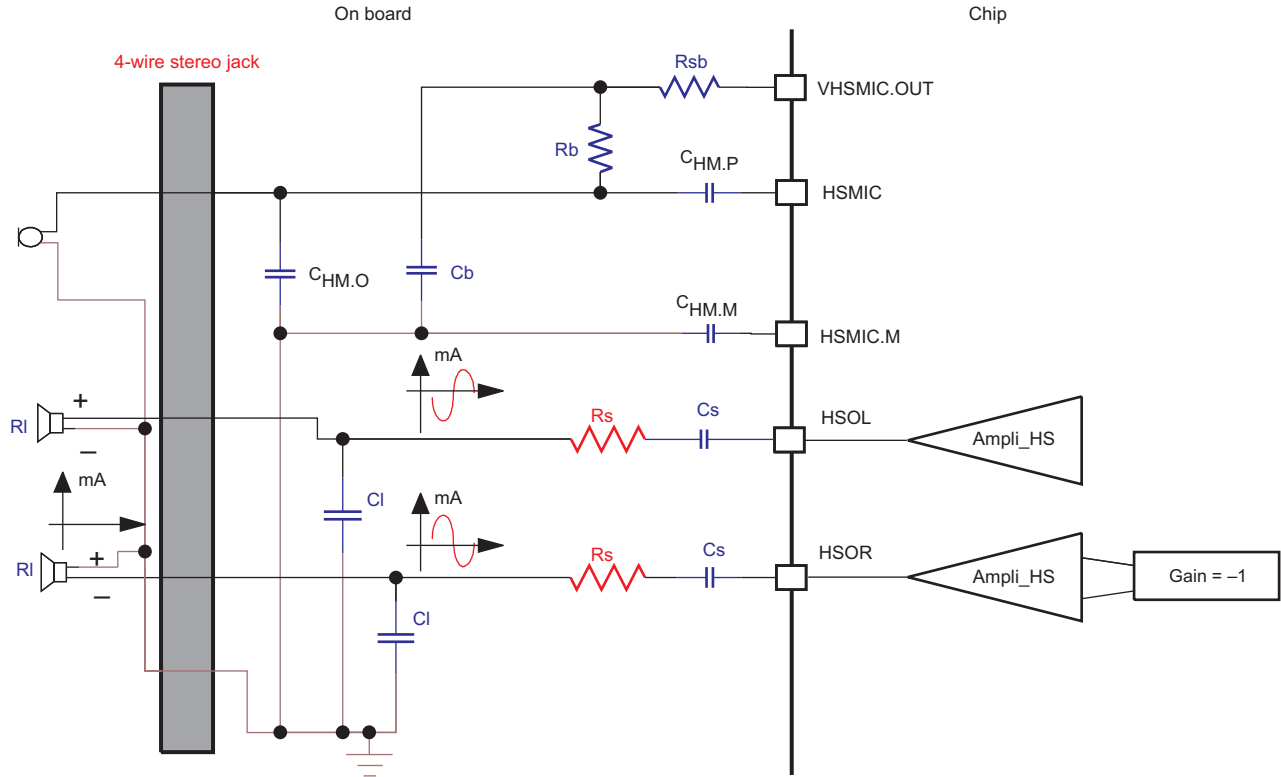 On board
Chip
4-wire stereo jack
Rsb
VHSMIC.OUT
Rb
CHM.P
HSMIC
CHM.O
Cb
CHM.M
HSMIC.M
mA
+
Rl
–
Rs
Cs
HSOL
Ampli_HS
mA
Cl
mA
+
Rl
–
Rs
Cs
HSOR
Ampli_HS
Gain = –1
Cl